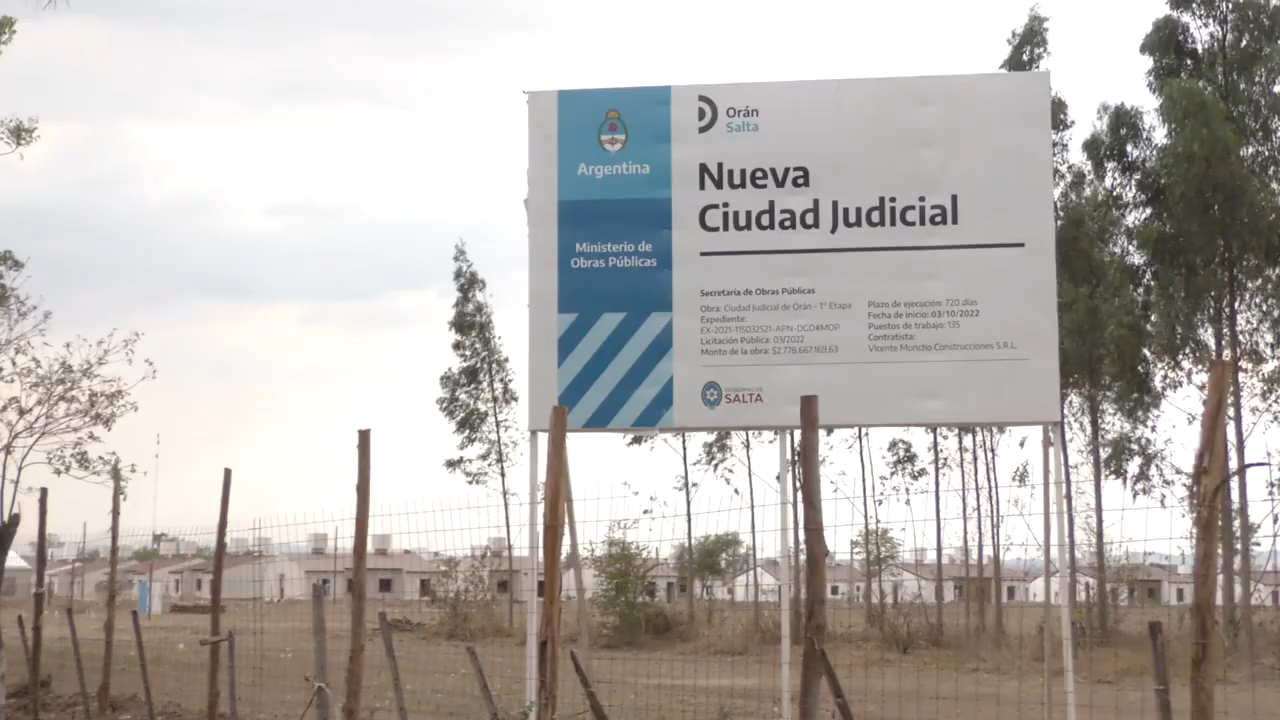 Argentina
Ministerio de
Obras Públicas
Orán
Salta
Nueva
Ciudad Judicial
Secretaria de Obras Públicas
Obra: Ciudad Judicial de Orán - 1° Etapa
Expediente:
EX-2021-115032521-APN-DGD#MOP
Licitación Pública: 03/2022
Monto de la obra: $2.778.667.169,63
Plazo de ejecución: 720 días
Fecha de inicio: 03/10/2022
Puestos de trabajo: 135
Contratista:
Vicente Moncho Construcciones S.R.L.
GOBIERNO DE
SALTA